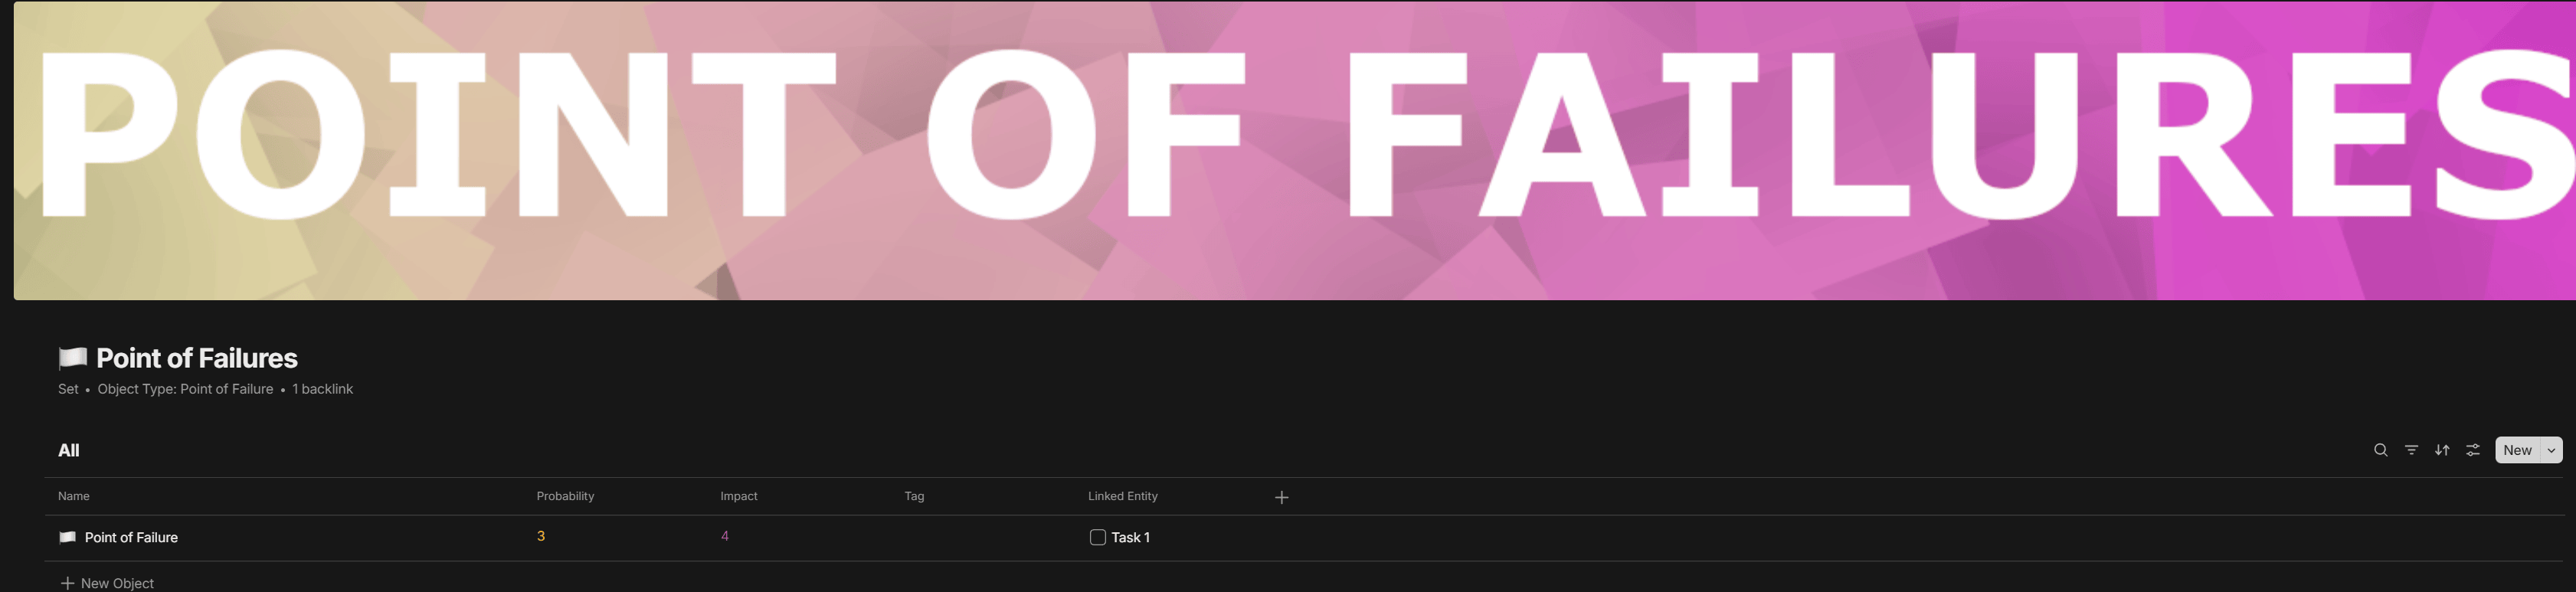 POINT OF FAILURES
Point of Failures
Set • Object Type: Point of Failure • 1 backlink
All
New
Name Probability Impact Tag Linked Entity
Point of Failure 3 4 Task 1
New Object